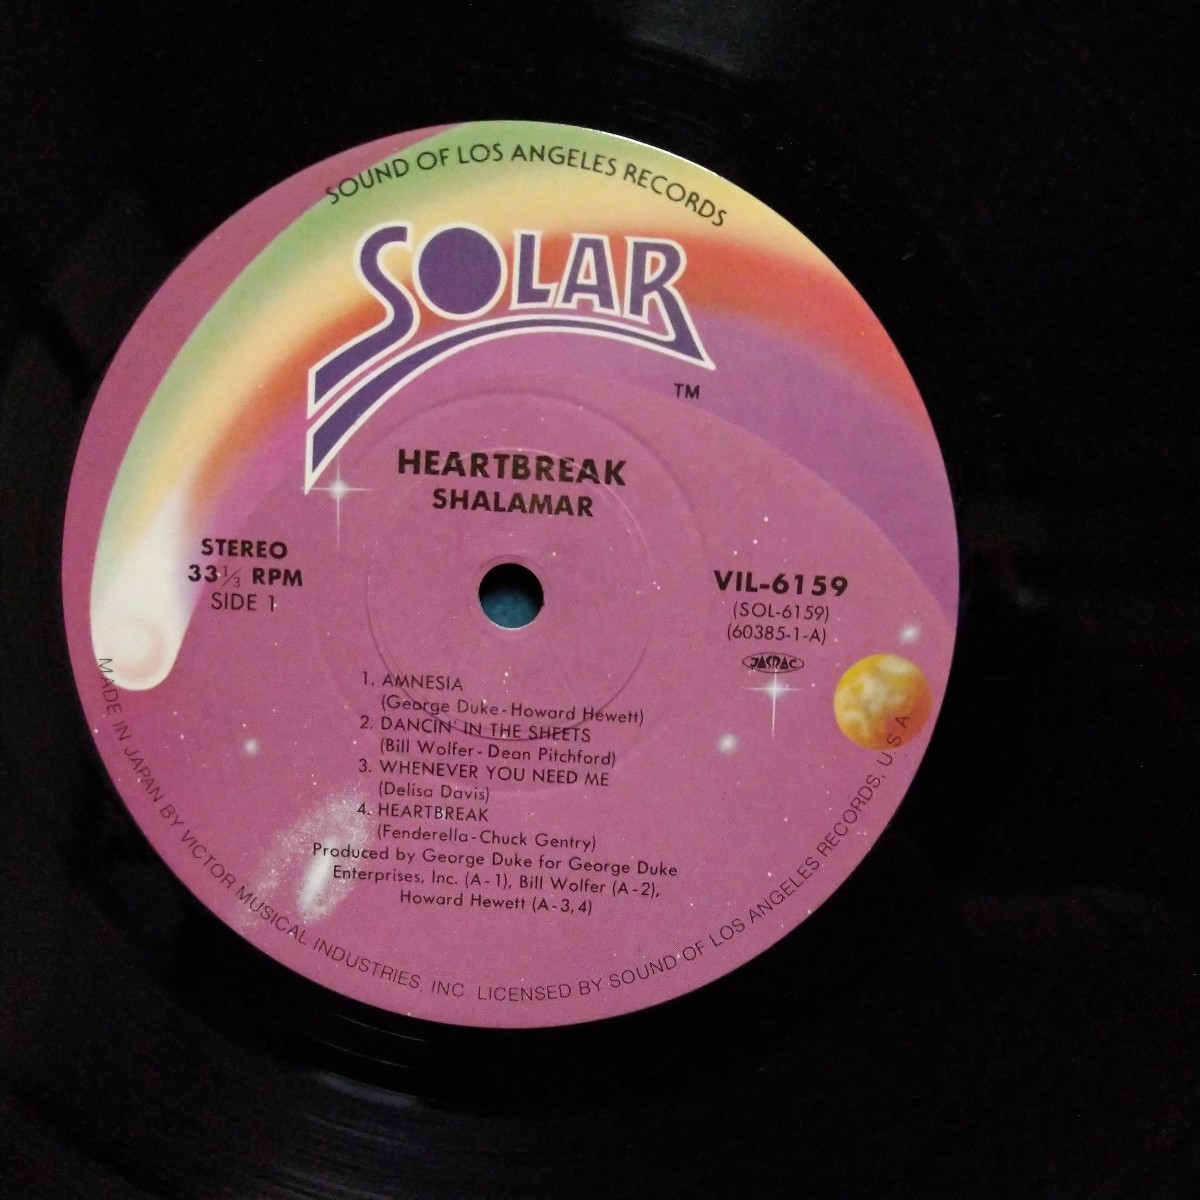 SOUND OF LOS ANGELES RECORDS
SOLAR
TM
HEARTBREAK
SHALAMAR
STEREO
33 1/3 RPM
SIDE 1
VIL-6159
(SOL-6159)
(60385-1-A)
JASRAC
1. AMNESIA
(George Duke-Howard Hewett)
2. DANCIN' IN THE SHEETS
(Bill Wolfer-Dean Pitchford)
3. WHENEVER YOU NEED ME
(Delisa Davis)
4. HEARTBREAK
(Fenderella-Chuck Gentry)
Produced by George Duke for George Duke
Enterprises, Inc. (A-1), Bill Wolfer (A-2),
Howard Hewett (A-3,4)
MADE IN JAPAN BY VICTOR MUSICAL INDUSTRIES, INC. LICENSED BY SOUND OF LOS ANGELES RECORDS, U.S.A.